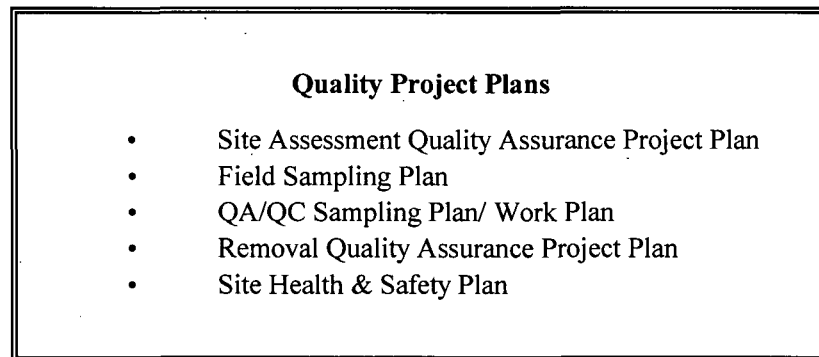 Quality Project Plans
• Site Assessment Quality Assurance Project Plan
• Field Sampling Plan
• QA/QC Sampling Plan/ Work Plan
• Removal Quality Assurance Project Plan
• Site Health & Safety Plan